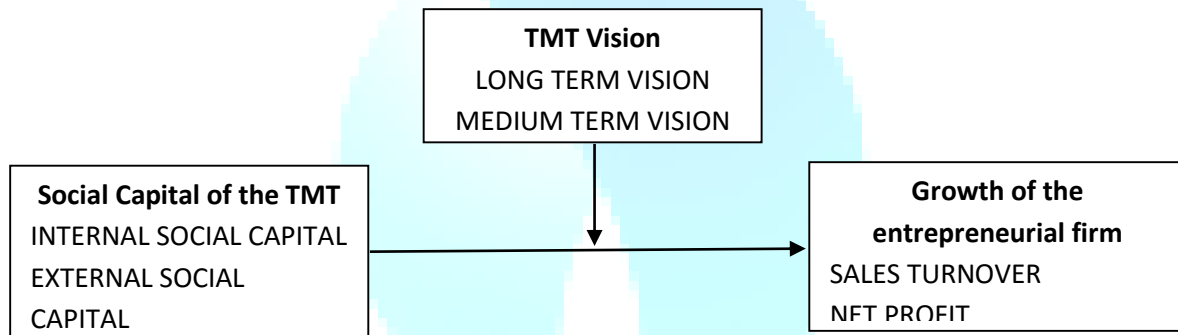 TMT Vision
LONG TERM VISION
MEDIUM TERM VISION
Social Capital of the TMT
INTERNAL SOCIAL CAPITAL
EXTERNAL SOCIAL
CAPITAL
Growth of the
entrepreneurial firm
SALES TURNOVER
NET PROFIT